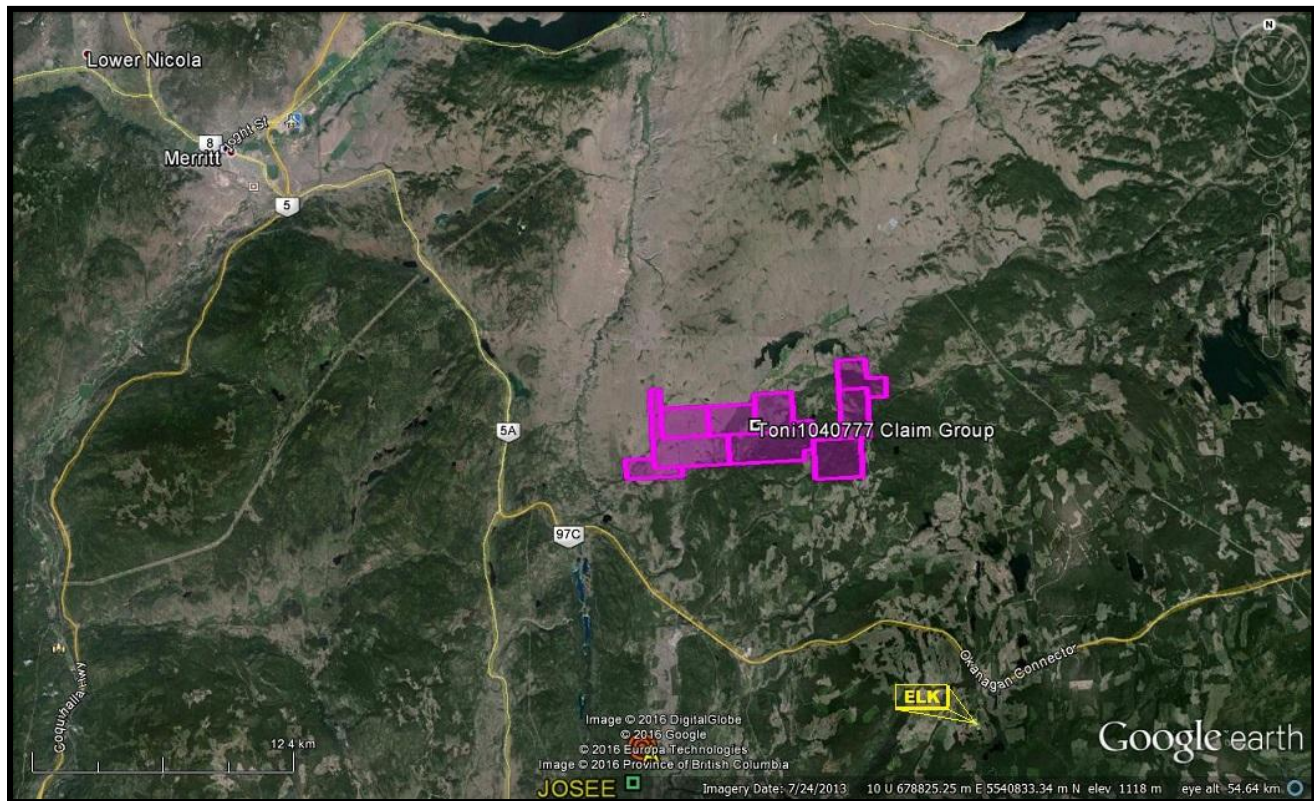 N
Lower Nicola
8
Merritt
5
5A
Toni1040777 Claim Group
97C
Okanagan Connector
Coquihalla Hwy
ELK
12.4 km
Image © 2016 DigitalGlobe
© 2016 Google
© 2016 Europa Technologies
Image © 2016 Province of British Columbia
Google earth
JOSEE
Imagery Date: 7/24/2013 10 U 678825.25 m E 5540833.34 m N elev 1118 m eye alt 54.64 km